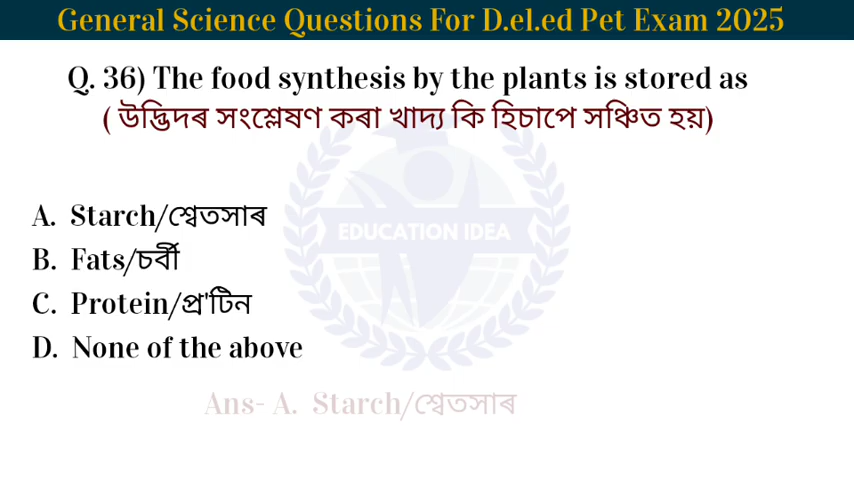 General Science Questions For D.el.ed Pet Exam 2025
Q. 36) The food synthesis by the plants is stored as
( উদ্ভিদৰ সংশ্লেষণ কৰা খাদ্য কি হিচাপে সঞ্চিত হয়)
EDUCATION IDEA
A. Starch/শ্বেতসাৰ
B. Fats/চৰ্বী
C. Protein/প্ৰ'টিন
D. None of the above
Ans- A. Starch/শ্বেতসাৰ